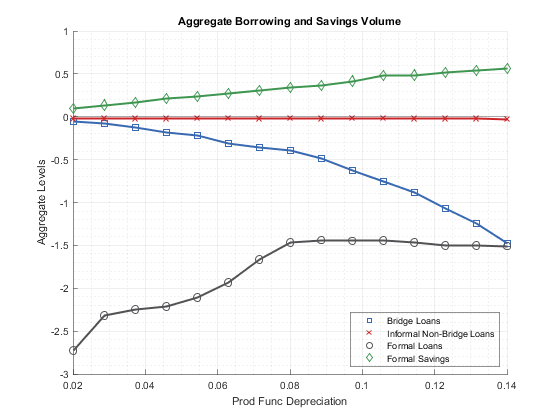 Aggregate Borrowing and Savings Volume
1
0.5
0
-0.5
-1
-1.5
-2
-2.5
-3
Aggregate Levels
Bridge Loans
Informal Non-Bridge Loans
Formal Loans
Formal Savings
0.02 0.04 0.06 0.08 0.1 0.12 0.14
Prod Func Depreciation